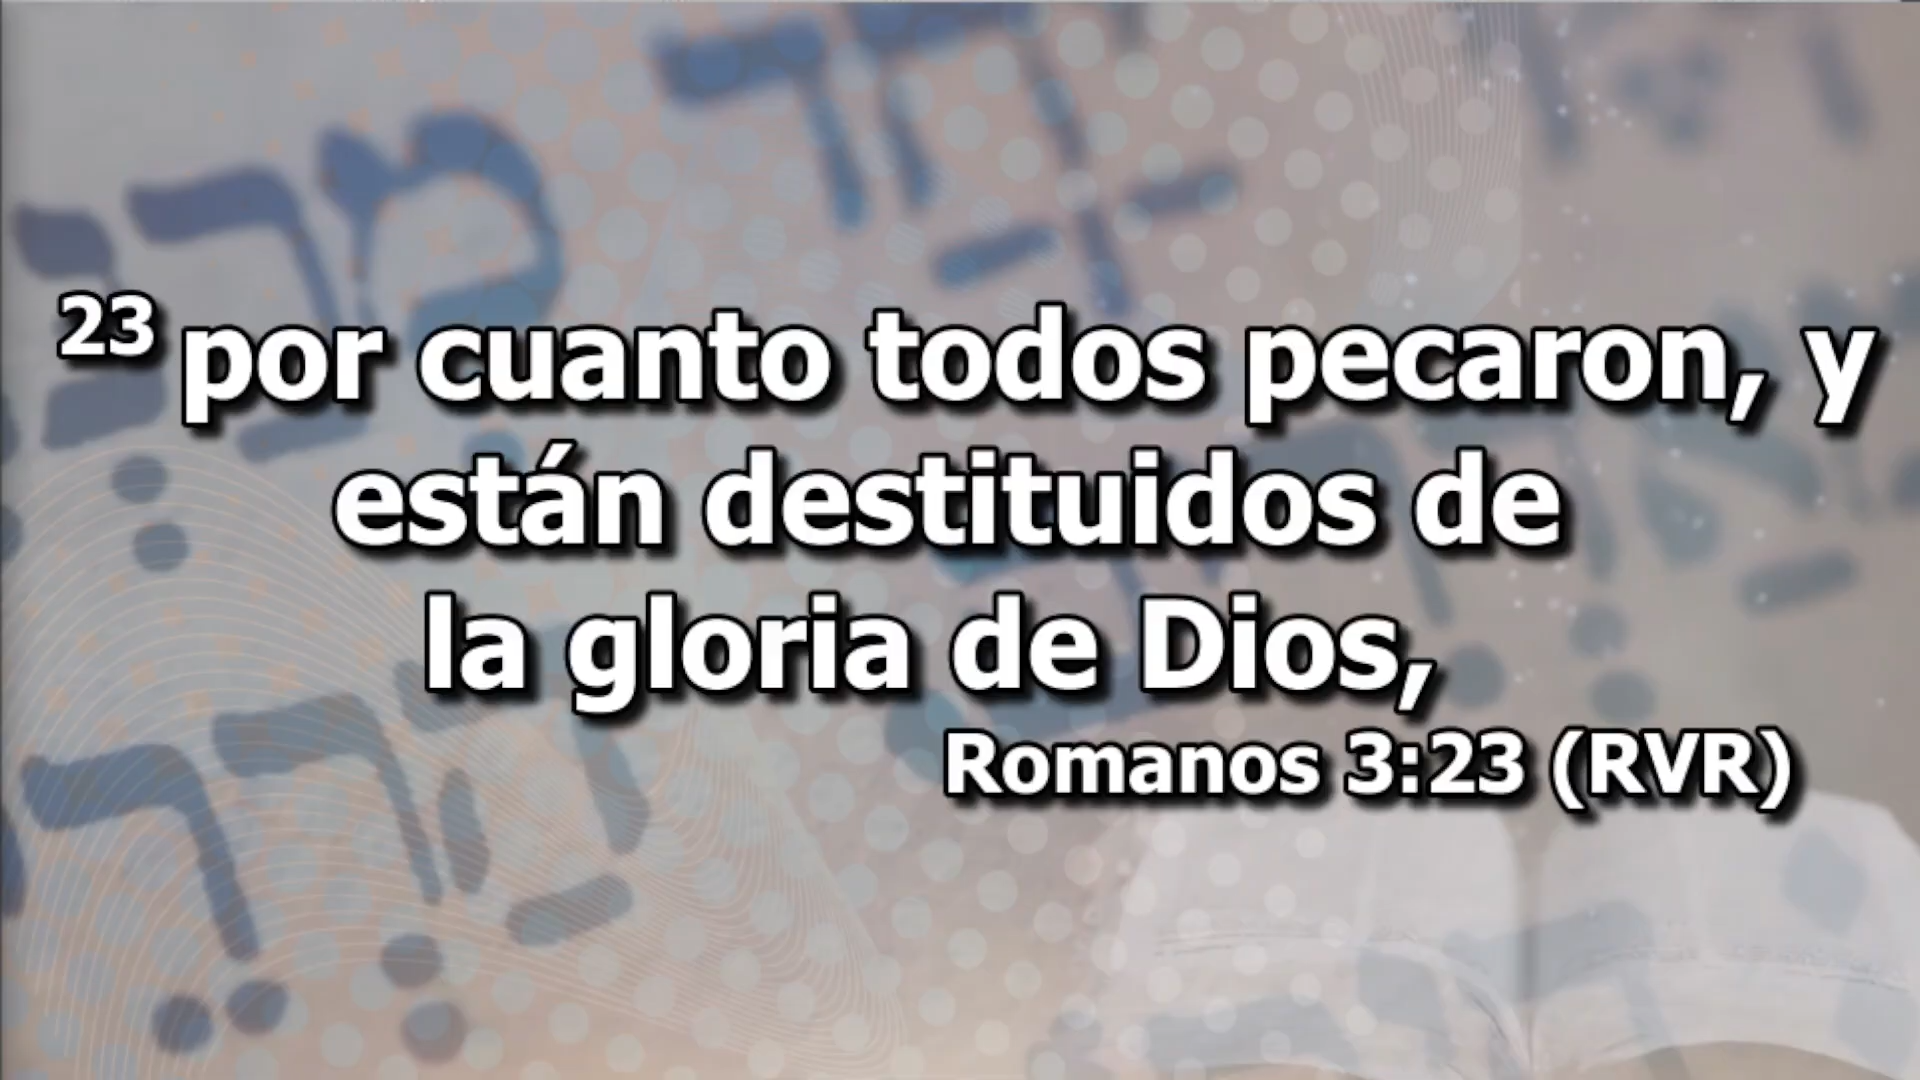 23 por cuanto todos pecaron, y
están destituidos de
la gloria de Dios,
Romanos 3:23 (RVR)